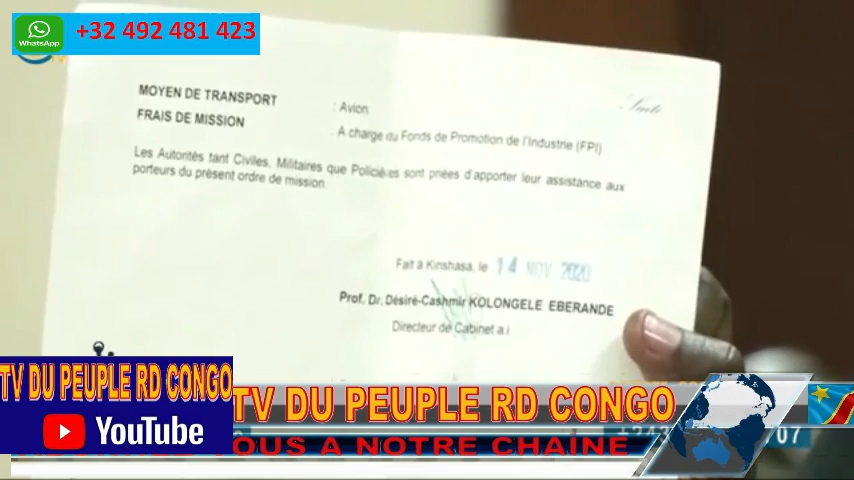 WhatsApp
+32 492 481 423
Suite
MOYEN DE TRANSPORT : Avion
FRAIS DE MISSION : A charge du Fonds de Promotion de l'Industrie (FPI)
Les Autorités tant Civiles, Militaires que Policières sont priées d'apporter leur assistance aux
porteurs du présent ordre de mission.
Fait à Kinshasa, le 14 NOV 2020
Prof. Dr. Désiré-Cashmir KOLONGELE EBERANDE
Directeur de Cabinet a.i
TV DU PEUPLE RD CONGO
YouTube
TV DU PEUPLE RD CONGO
VOUS A NOTRE CHAINE